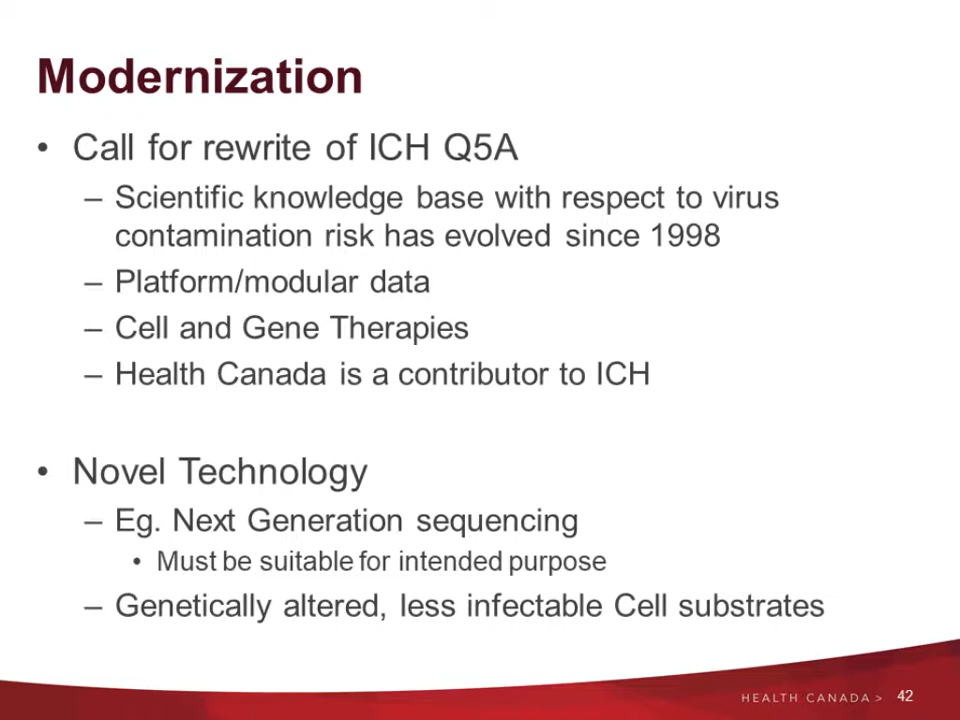 Modernization
• Call for rewrite of ICH Q5A
– Scientific knowledge base with respect to virus
contamination risk has evolved since 1998
– Platform/modular data
– Cell and Gene Therapies
– Health Canada is a contributor to ICH
• Novel Technology
– Eg. Next Generation sequencing
• Must be suitable for intended purpose
– Genetically altered, less infectable Cell substrates
HEALTH CANADA > 42